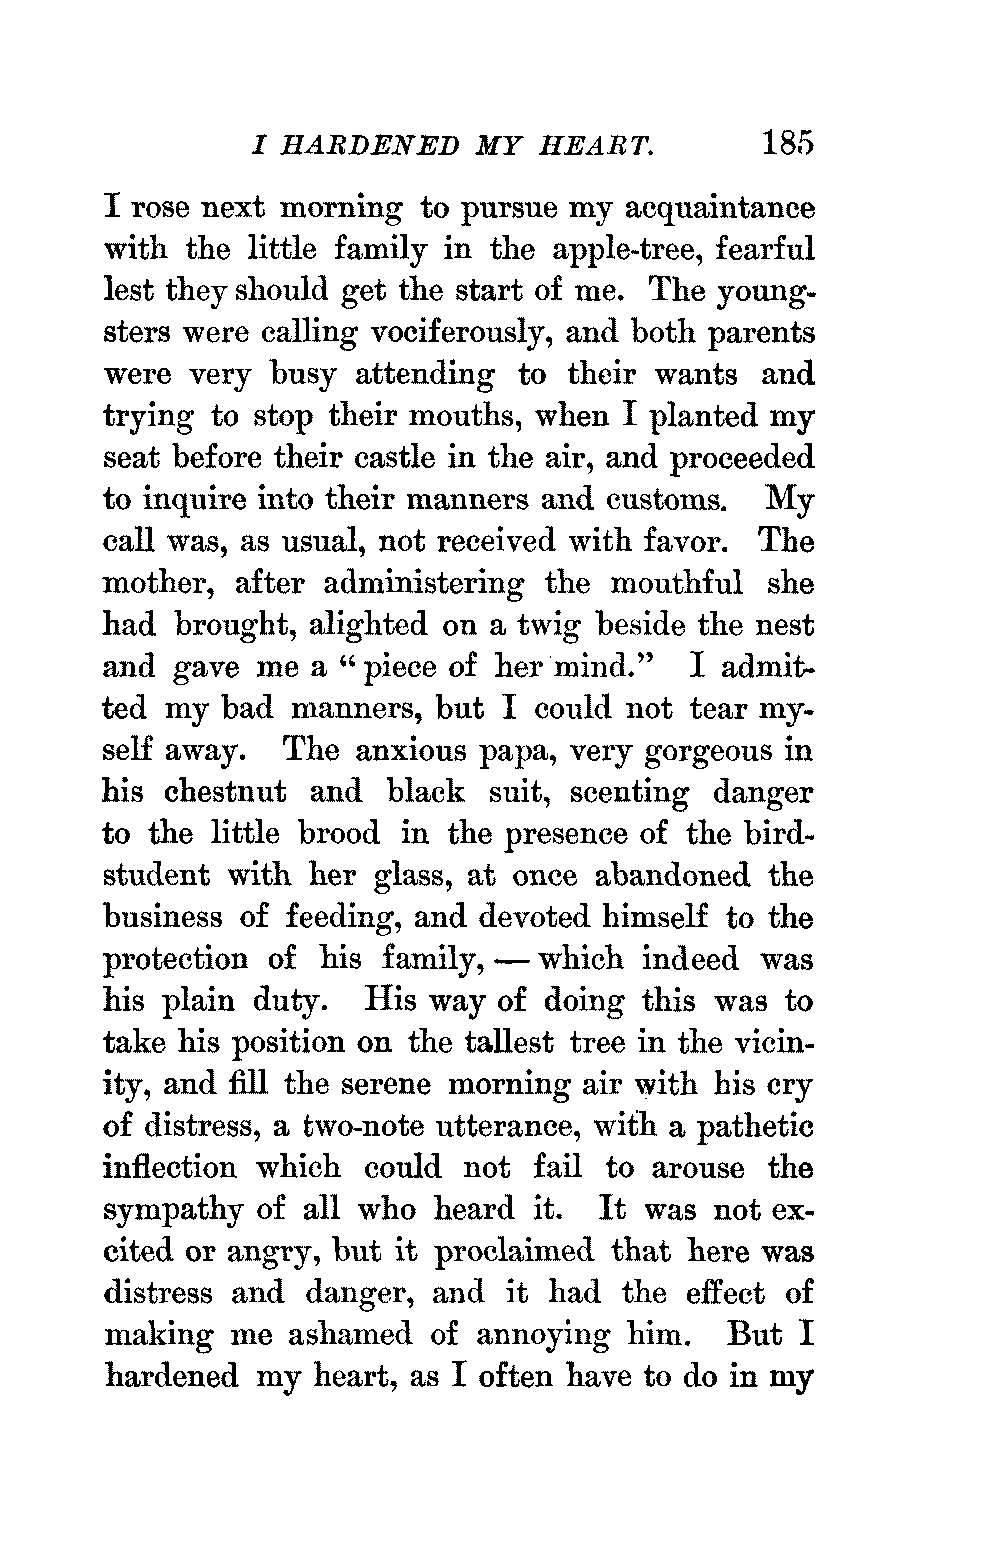 I HARDENED MY HEART. 185
I rose next morning to pursue my acquaintance
with the little family in the apple-tree, fearful
lest they should get the start of me. The young-
sters were calling vociferously, and both parents
were very busy attending to their wants and
trying to stop their mouths, when I planted my
seat before their castle in the air, and proceeded
to inquire into their manners and customs. My
call was, as usual, not received with favor. The
mother, after administering the mouthful she
had brought, alighted on a twig beside the nest
and gave me a “piece of her mind.” I admit-
ted my bad manners, but I could not tear my-
self away. The anxious papa, very gorgeous in
his chestnut and black suit, scenting danger
to the little brood in the presence of the bird-
student with her glass, at once abandoned the
business of feeding, and devoted himself to the
protection of his family, — which indeed was
his plain duty. His way of doing this was to
take his position on the tallest tree in the vicin-
ity, and fill the serene morning air with his cry
of distress, a two-note utterance, with a pathetic
inflection which could not fail to arouse the
sympathy of all who heard it. It was not ex-
cited or angry, but it proclaimed that here was
distress and danger, and it had the effect of
making me ashamed of annoying him. But I
hardened my heart, as I often have to do in my